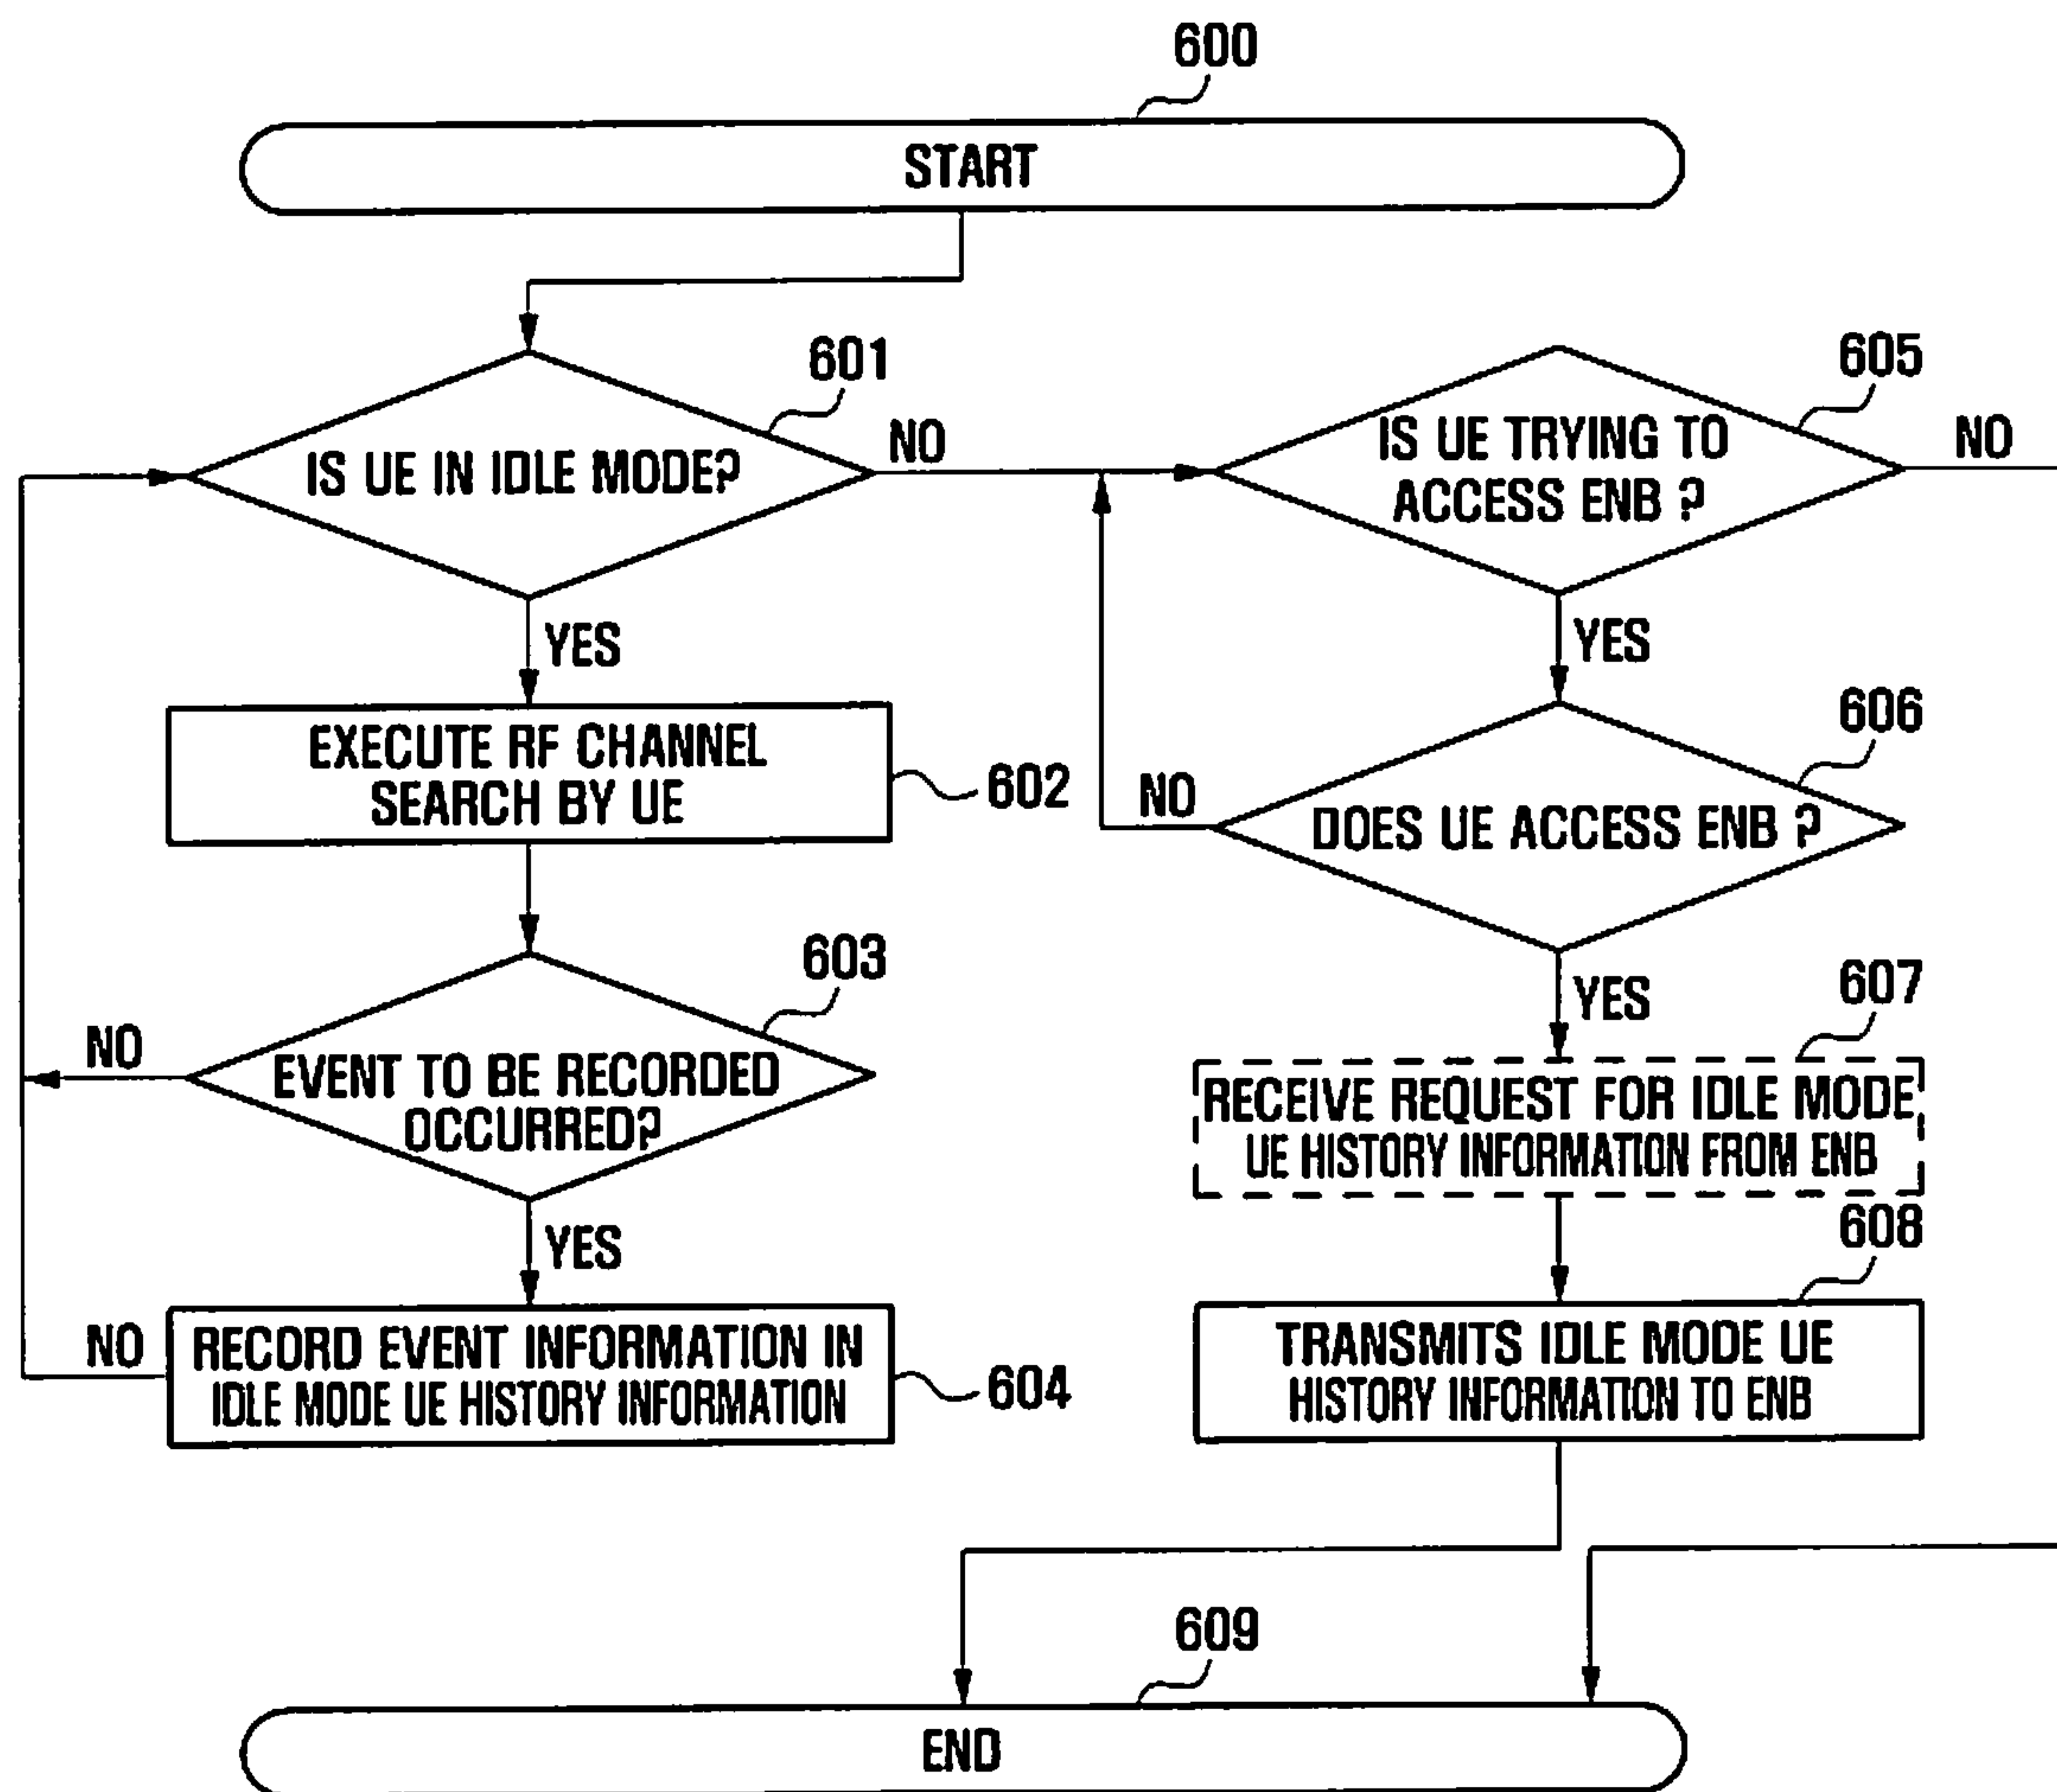 600
START
601
IS UE IN IDLE MODE?
NO
605
IS UE TRYING TO
ACCESS ENB ?
NO
YES
EXECUTE RF CHANNEL
SEARCH BY UE
602
YES
606
DOES UE ACCESS ENB ?
NO
603
EVENT TO BE RECORDED
OCCURRED?
NO
YES
607
RECEIVE REQUEST FOR IDLE MODE
UE HISTORY INFORMATION FROM ENB
YES
RECORD EVENT INFORMATION IN
IDLE MODE UE HISTORY INFORMATION
NO
604
608
TRANSMITS IDLE MODE UE
HISTORY INFORMATION TO ENB
609
END